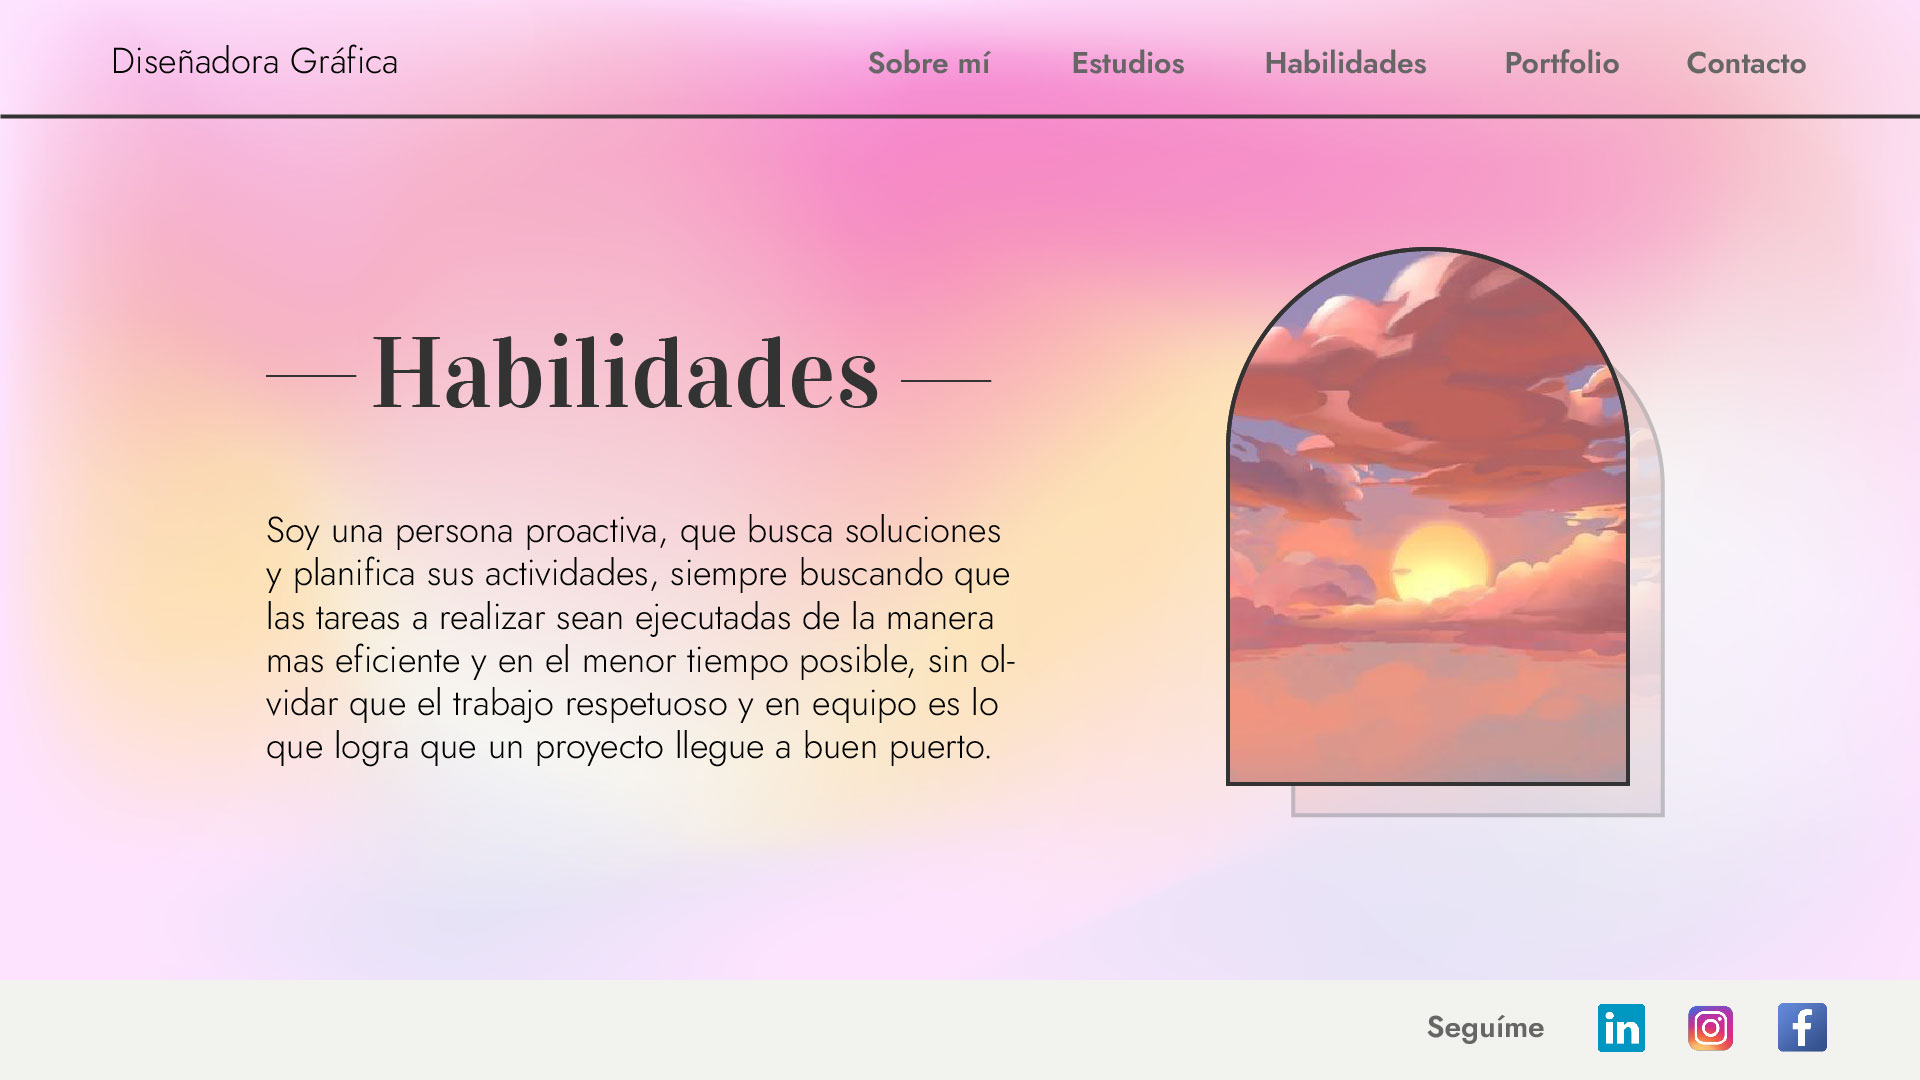 Diseñadora Gráfica
Sobre mí Estudios Habilidades Portfolio Contacto
Habilidades
Soy una persona proactiva, que busca soluciones
y planifica sus actividades, siempre buscando que
las tareas a realizar sean ejecutadas de la manera
mas eficiente y en el menor tiempo posible, sin ol-
vidar que el trabajo respetuoso y en equipo es lo
que logra que un proyecto llegue a buen puerto.
Seguíme
in
f